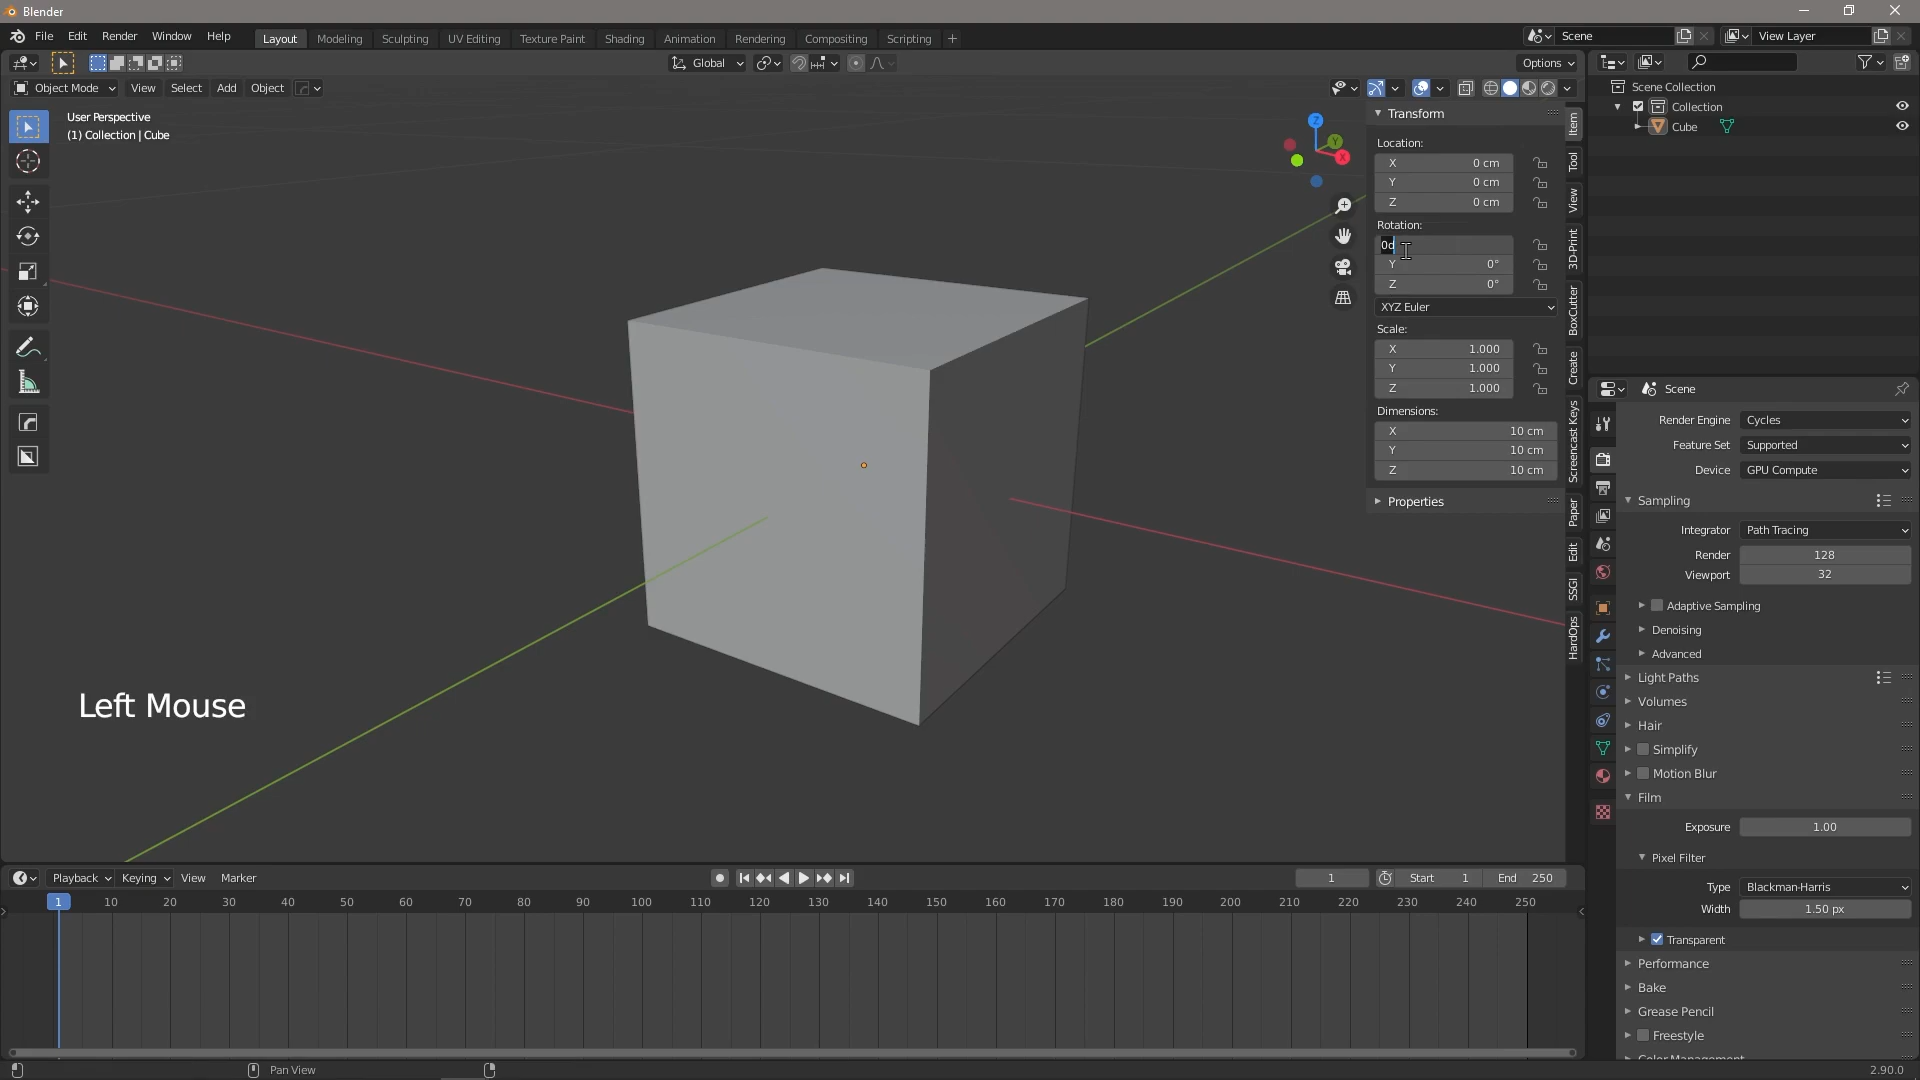 Blender
File Edit Render Window Help
Layout Modeling Sculpting UV Editing Texture Paint Shading Animation Rendering Compositing Scripting +
Scene
View Layer
Global
Options
Object Mode View Select Add Object
User Perspective
(1) Collection | Cube
Z
Y
X
Transform
Location:
X 0 cm
Y 0 cm
Z 0 cm
Rotation:
0d
Y 0°
Z 0°
XYZ Euler
Scale:
X 1.000
Y 1.000
Z 1.000
Dimensions:
X 10 cm
Y 10 cm
Z 10 cm
Properties
Item
Tool
View
3D-Print
BoxCutter
Create
Screencast Keys
Paper
Edit
SSGI
HardOps
Scene Collection
Collection
Cube
Scene
Render Engine Cycles
Feature Set Supported
Device GPU Compute
Sampling
Integrator Path Tracing
Render 128
Viewport 32
Adaptive Sampling
Denoising
Advanced
Light Paths
Volumes
Hair
Simplify
Motion Blur
Film
Exposure 1.00
Pixel Filter
Type Blackman-Harris
Width 1.50 px
Transparent
Performance
Bake
Grease Pencil
Freestyle
Color Management
Left Mouse
Playback Keying View Marker
1 Start 1 End 250
1 10 20 30 40 50 60 70 80 90 100 110 120 130 140 150 160 170 180 190 200 210 220 230 240 250
Pan View
2.90.0